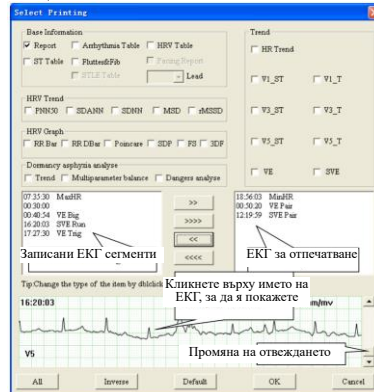 Select Printing
Base Information
Report
Arrhythmia Table
HRV Table
ST Table
Flutter&Fib
Pacing Report
STLE Table
Lead
HRV Trend
PNN50
SDANN
SDNN
MSD
rMSSD
HRV Graph
RR Bar
RR DBar
Poincare
SDP
FS
3DF
Dormancy asphyxia analyse
Trend
Multiparameter balance
Dangers analyse
Trend
HR Trend
V1_ST
V1_T
V3_ST
V3_T
V5_ST
V5_T
VE
SVE
07:35:30 MaxHR
00:30:00
00:40:54 VE Big
16:20:03 SVE Run
17:27:30 VE Trig
Записани ЕКГ сегменти
>>
>>>>
<<
<<<<
18:56:03 MinHR
00:50:20 VE Pair
12:19:59 SVE Pair
ЕКГ за отпечатване
Tip:Change the type of the item by dblclick
Кликнете върху името на
ЕКГ, за да я покажете
16:20:03
mm/mv
V5
Промяна на отвеждането
All
Inverse
Default
OK
Cancel